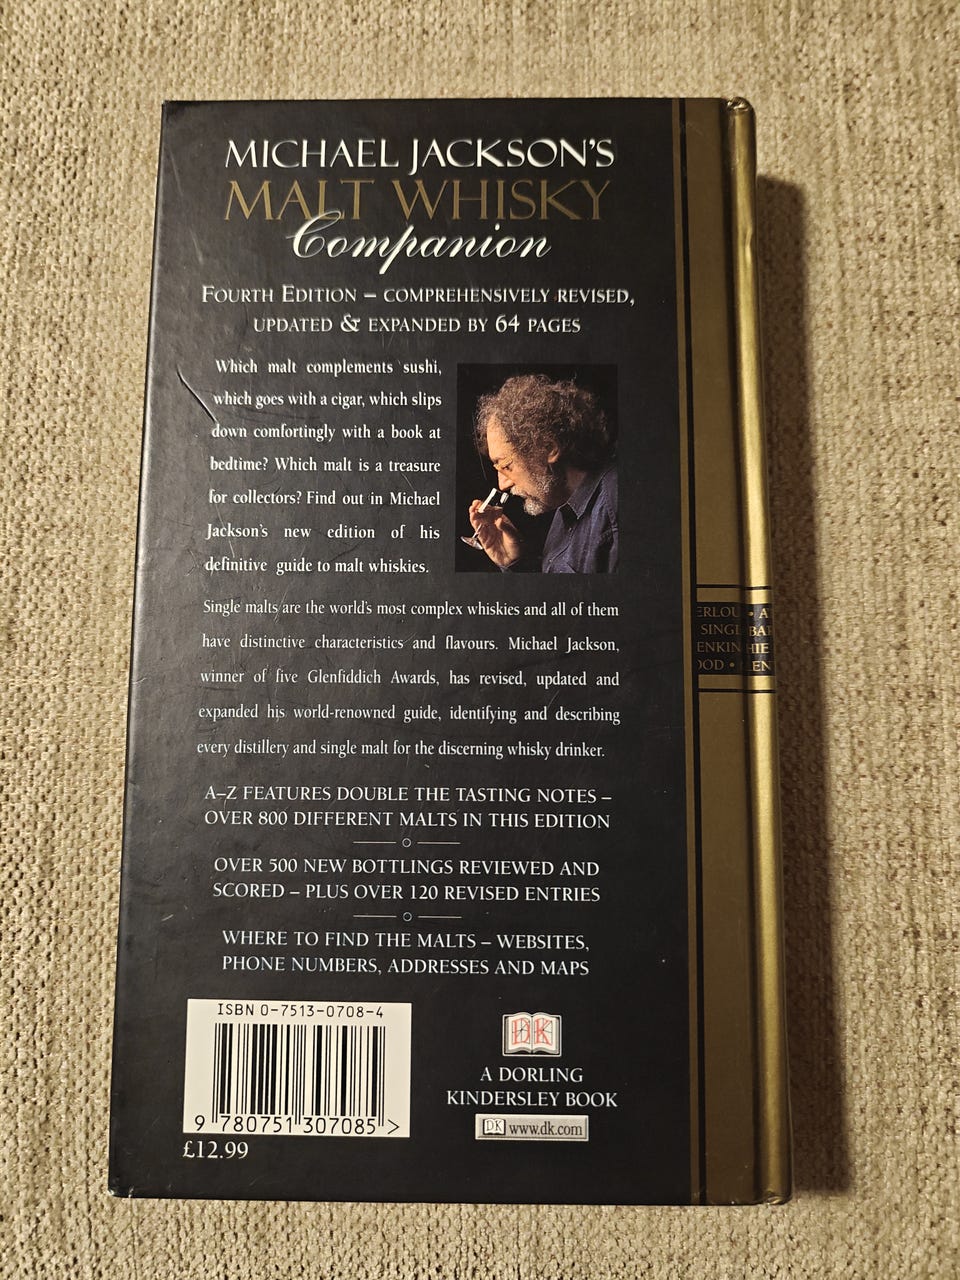 MICHAEL JACKSON'S
MALT WHISKY
Companion
FOURTH EDITION – COMPREHENSIVELY REVISED,
UPDATED & EXPANDED BY 64 PAGES
Which malt complements sushi,
which goes with a cigar, which slips
down comfortingly with a book at
bedtime? Which malt is a treasure
for collectors? Find out in Michael
Jackson's new edition of his
definitive guide to malt whiskies.
Single malts are the world's most complex whiskies and all of them
have distinctive characteristics and flavours. Michael Jackson,
winner of five Glenfiddich Awards, has revised, updated and
expanded his world-renowned guide, identifying and describing
every distillery and single malt for the discerning whisky drinker.
A–Z FEATURES DOUBLE THE TASTING NOTES –
OVER 800 DIFFERENT MALTS IN THIS EDITION
OVER 500 NEW BOTTLINGS REVIEWED AND
SCORED – PLUS OVER 120 REVISED ENTRIES
WHERE TO FIND THE MALTS – WEBSITES,
PHONE NUMBERS, ADDRESSES AND MAPS
ISBN 0-7513-0708-4
9 780751 307085 >
£12.99
DK
A DORLING
KINDERSLEY BOOK
DK www.dk.com